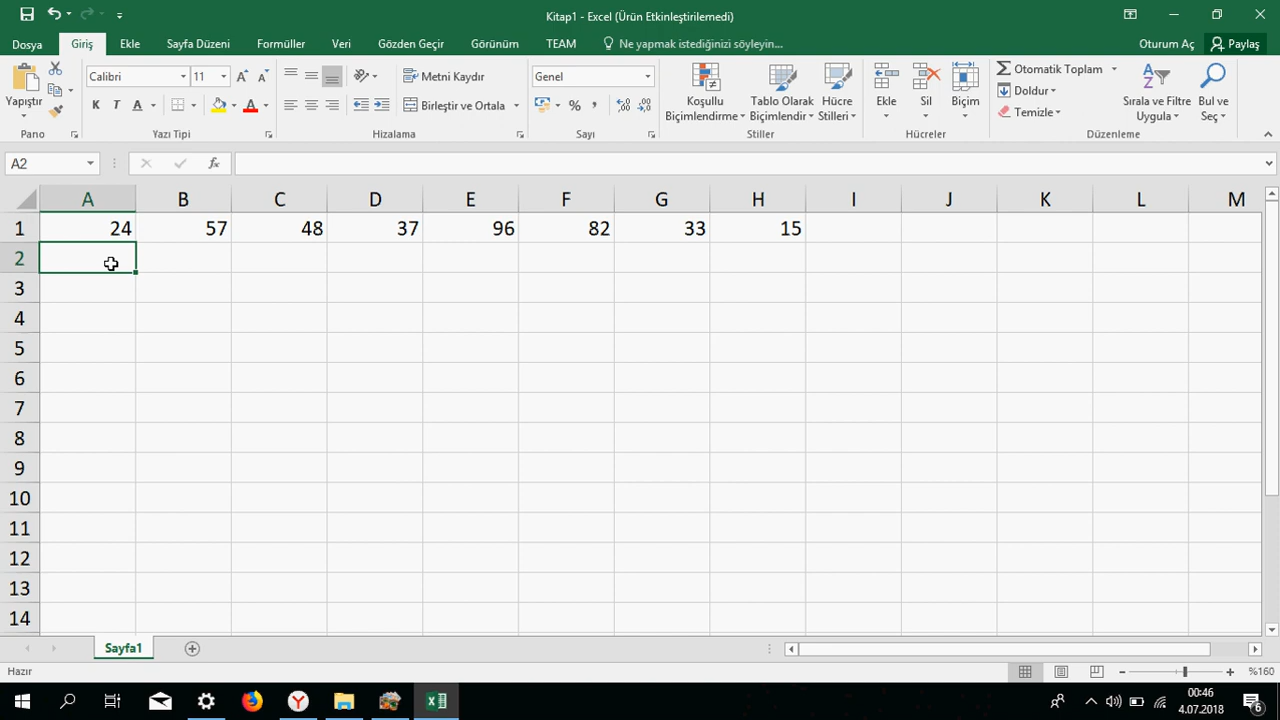 Kitap1 - Excel (Ürün Etkinleştirilemedi)
Dosya Giriş Ekle Sayfa Düzeni Formüller Veri Gözden Geçir Görünüm TEAM Ne yapmak istediğinizi söyleyin... Oturum Aç Paylaş
Yapıştır
Pano
Calibri 11
K T A A
Yazı Tipi
Metni Kaydır
Birleştir ve Ortala
Hizalama
Genel
%
Sayı
Koşullu Biçimlendirme
Tablo Olarak Biçimlendir
Hücre Stilleri
Stiller
Ekle Sil Biçim
Hücreler
Otomatik Toplam
Doldur
Temizle
Sırala ve Filtre Uygula
Bul ve Seç
Düzenleme
A2 fx
A B C D E F G H I J K L M
1 24 57 48 37 96 82 33 15
2
3
4
5
6
7
8
9
10
11
12
13
14
Sayfa1
Hazır %160
00:46
4.07.2018
6